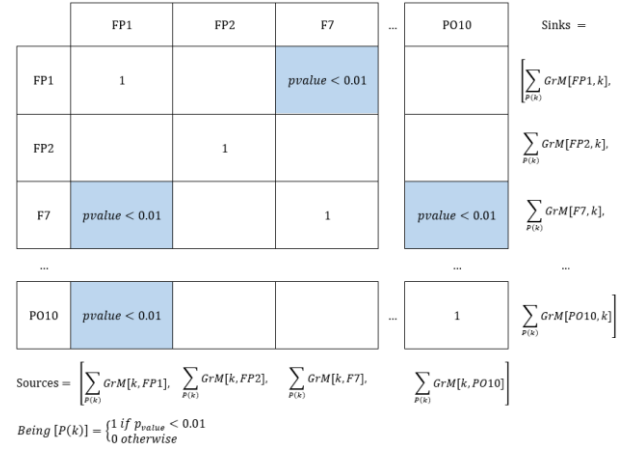 FP1 FP2 F7 ... PO10 Sinks =
FP1 1 pvalue < 0.01 [∑P(k) GrM[FP1, k],
FP2 1 ∑P(k) GrM[FP2, k],
F7 pvalue < 0.01 1 pvalue < 0.01 ∑P(k) GrM[F7, k],
... ... ...
PO10 pvalue < 0.01 ... 1 ∑P(k) GrM[PO10, k]]
Sources = [∑P(k) GrM[k, FP1], ∑P(k) GrM[k, FP2], ∑P(k) GrM[k, F7], ∑P(k) GrM[k, PO10]]
Being [P(k)] = {1 if pvalue < 0.01
0 otherwise